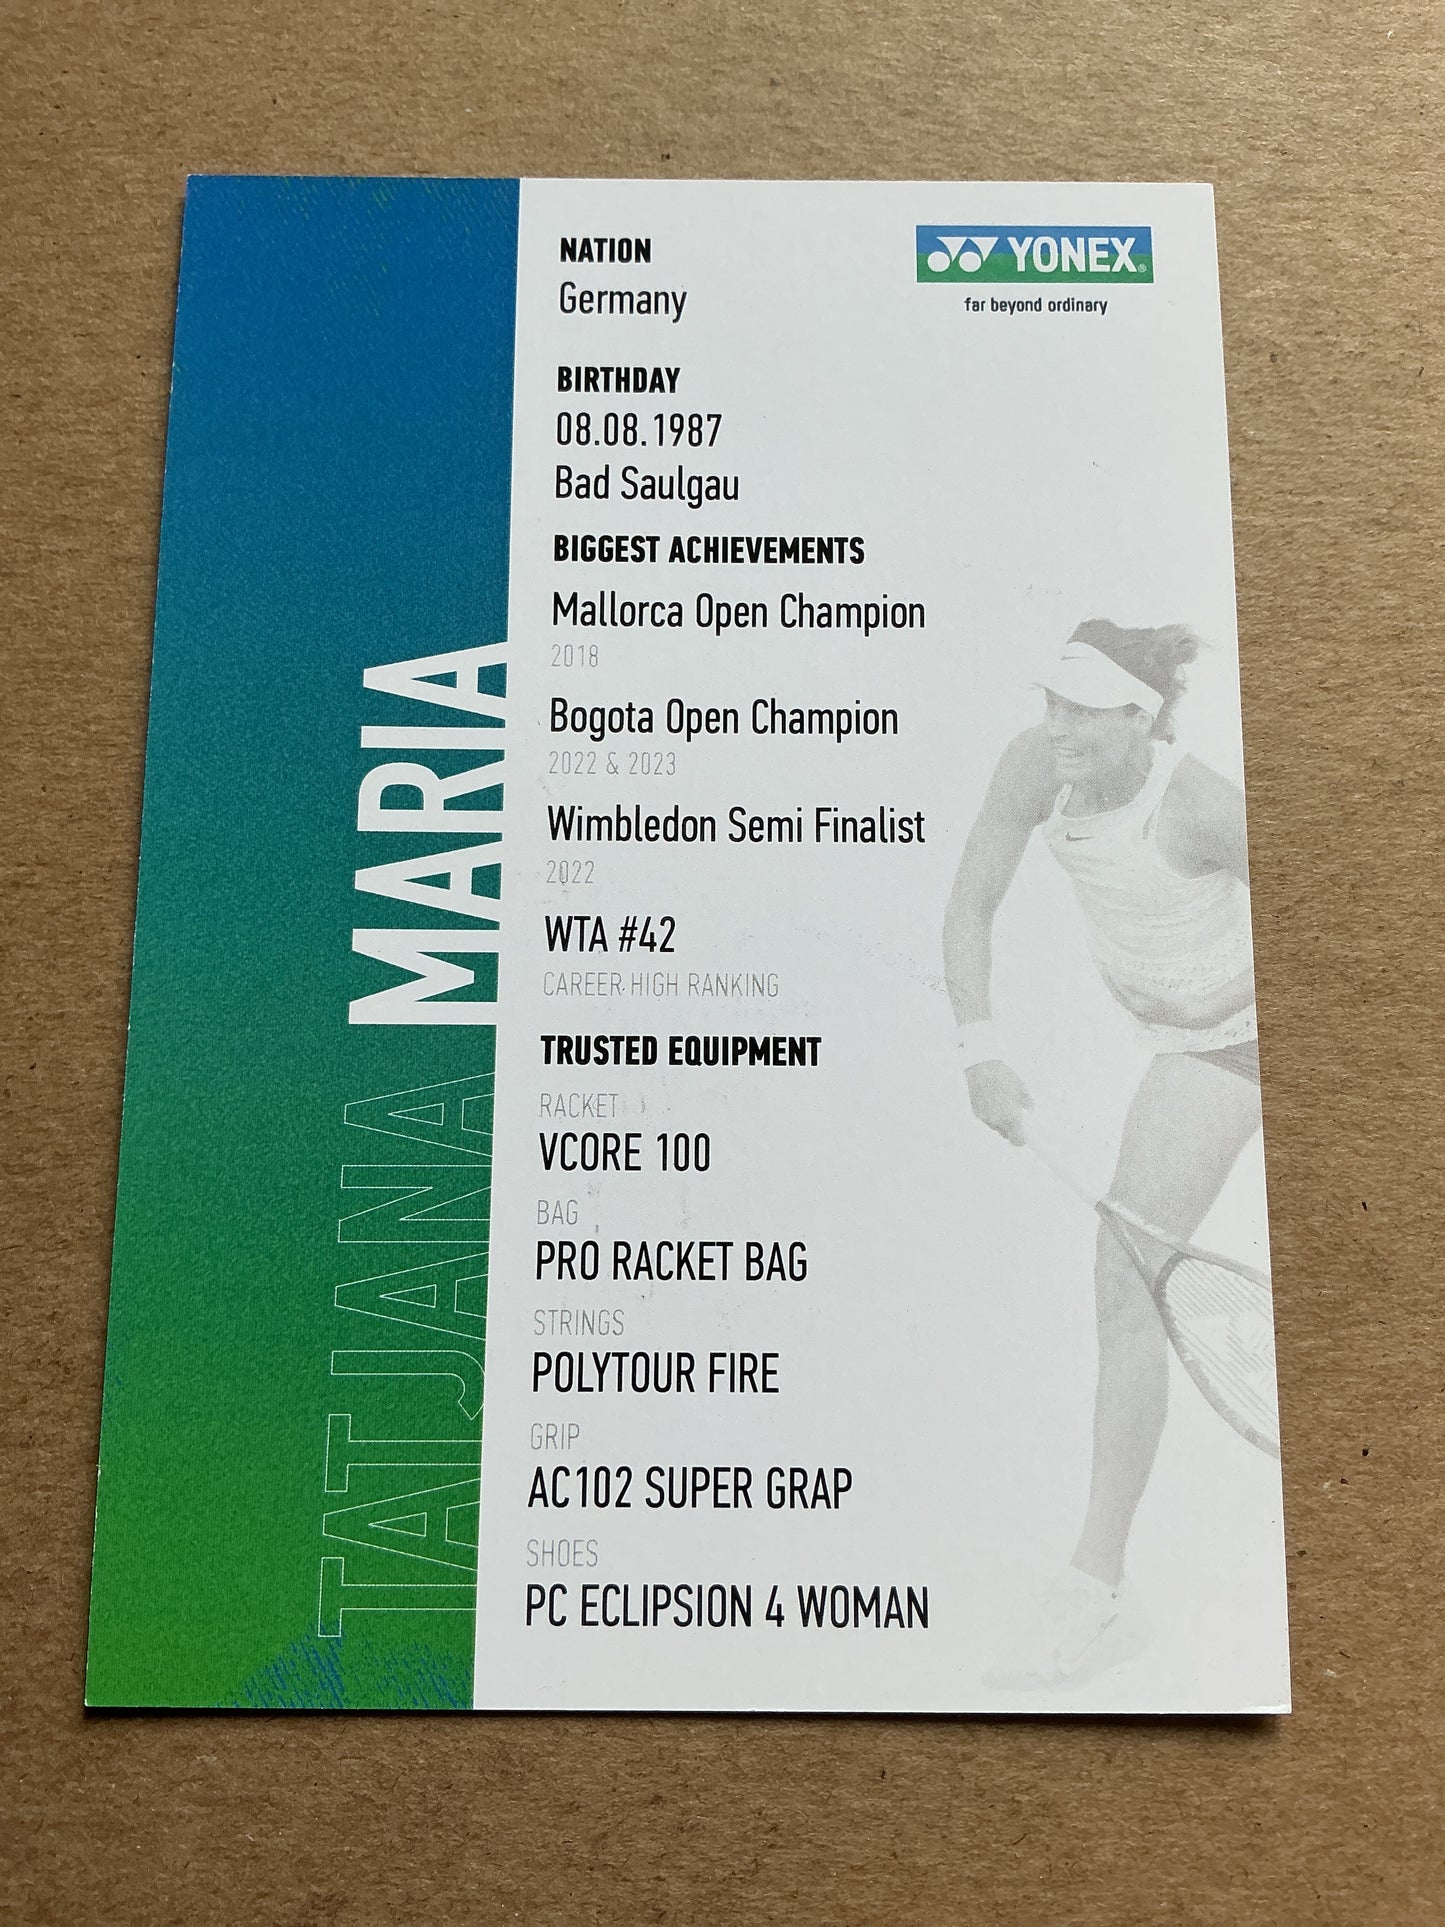 TATJANA MARIA
YONEX®
far beyond ordinary
NATION
Germany
BIRTHDAY
08.08.1987
Bad Saulgau
BIGGEST ACHIEVEMENTS
Mallorca Open Champion
2018
Bogota Open Champion
2022 & 2023
Wimbledon Semi Finalist
2022
WTA #42
CAREER HIGH RANKING
TRUSTED EQUIPMENT
RACKET
VCORE 100
BAG
PRO RACKET BAG
STRINGS
POLYTOUR FIRE
GRIP
AC102 SUPER GRAP
SHOES
PC ECLIPSION 4 WOMAN